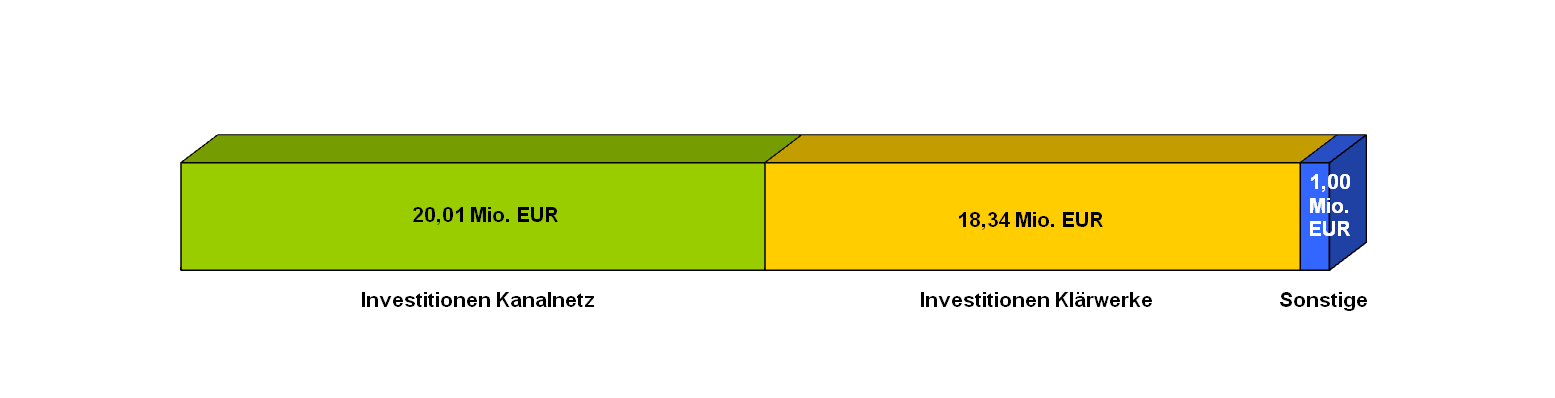 20,01 Mio. EUR
18,34 Mio. EUR
1,00
Mio.
EUR
Investitionen Kanalnetz
Investitionen Klärwerke
Sonstige